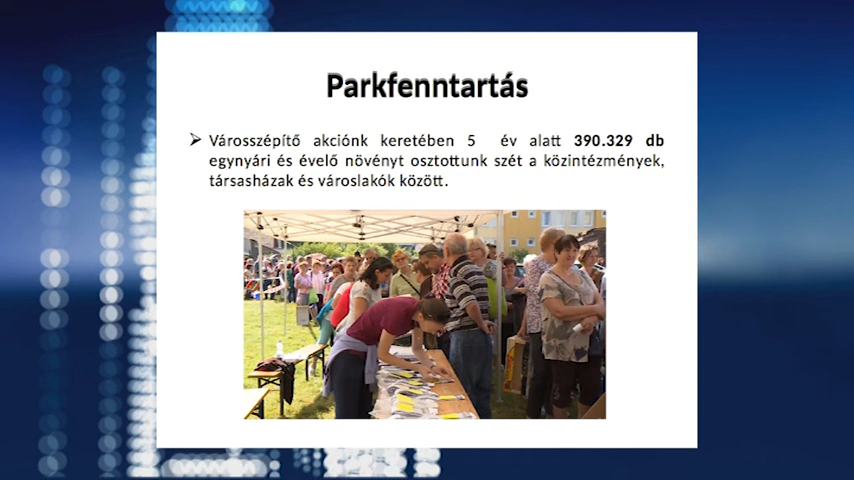 Parkfenntartás
Városszépítő akciónk keretében 5 év alatt 390.329 db
egynyári és évelő növényt osztottunk szét a közintézmények,
társasházak és városlakók között.